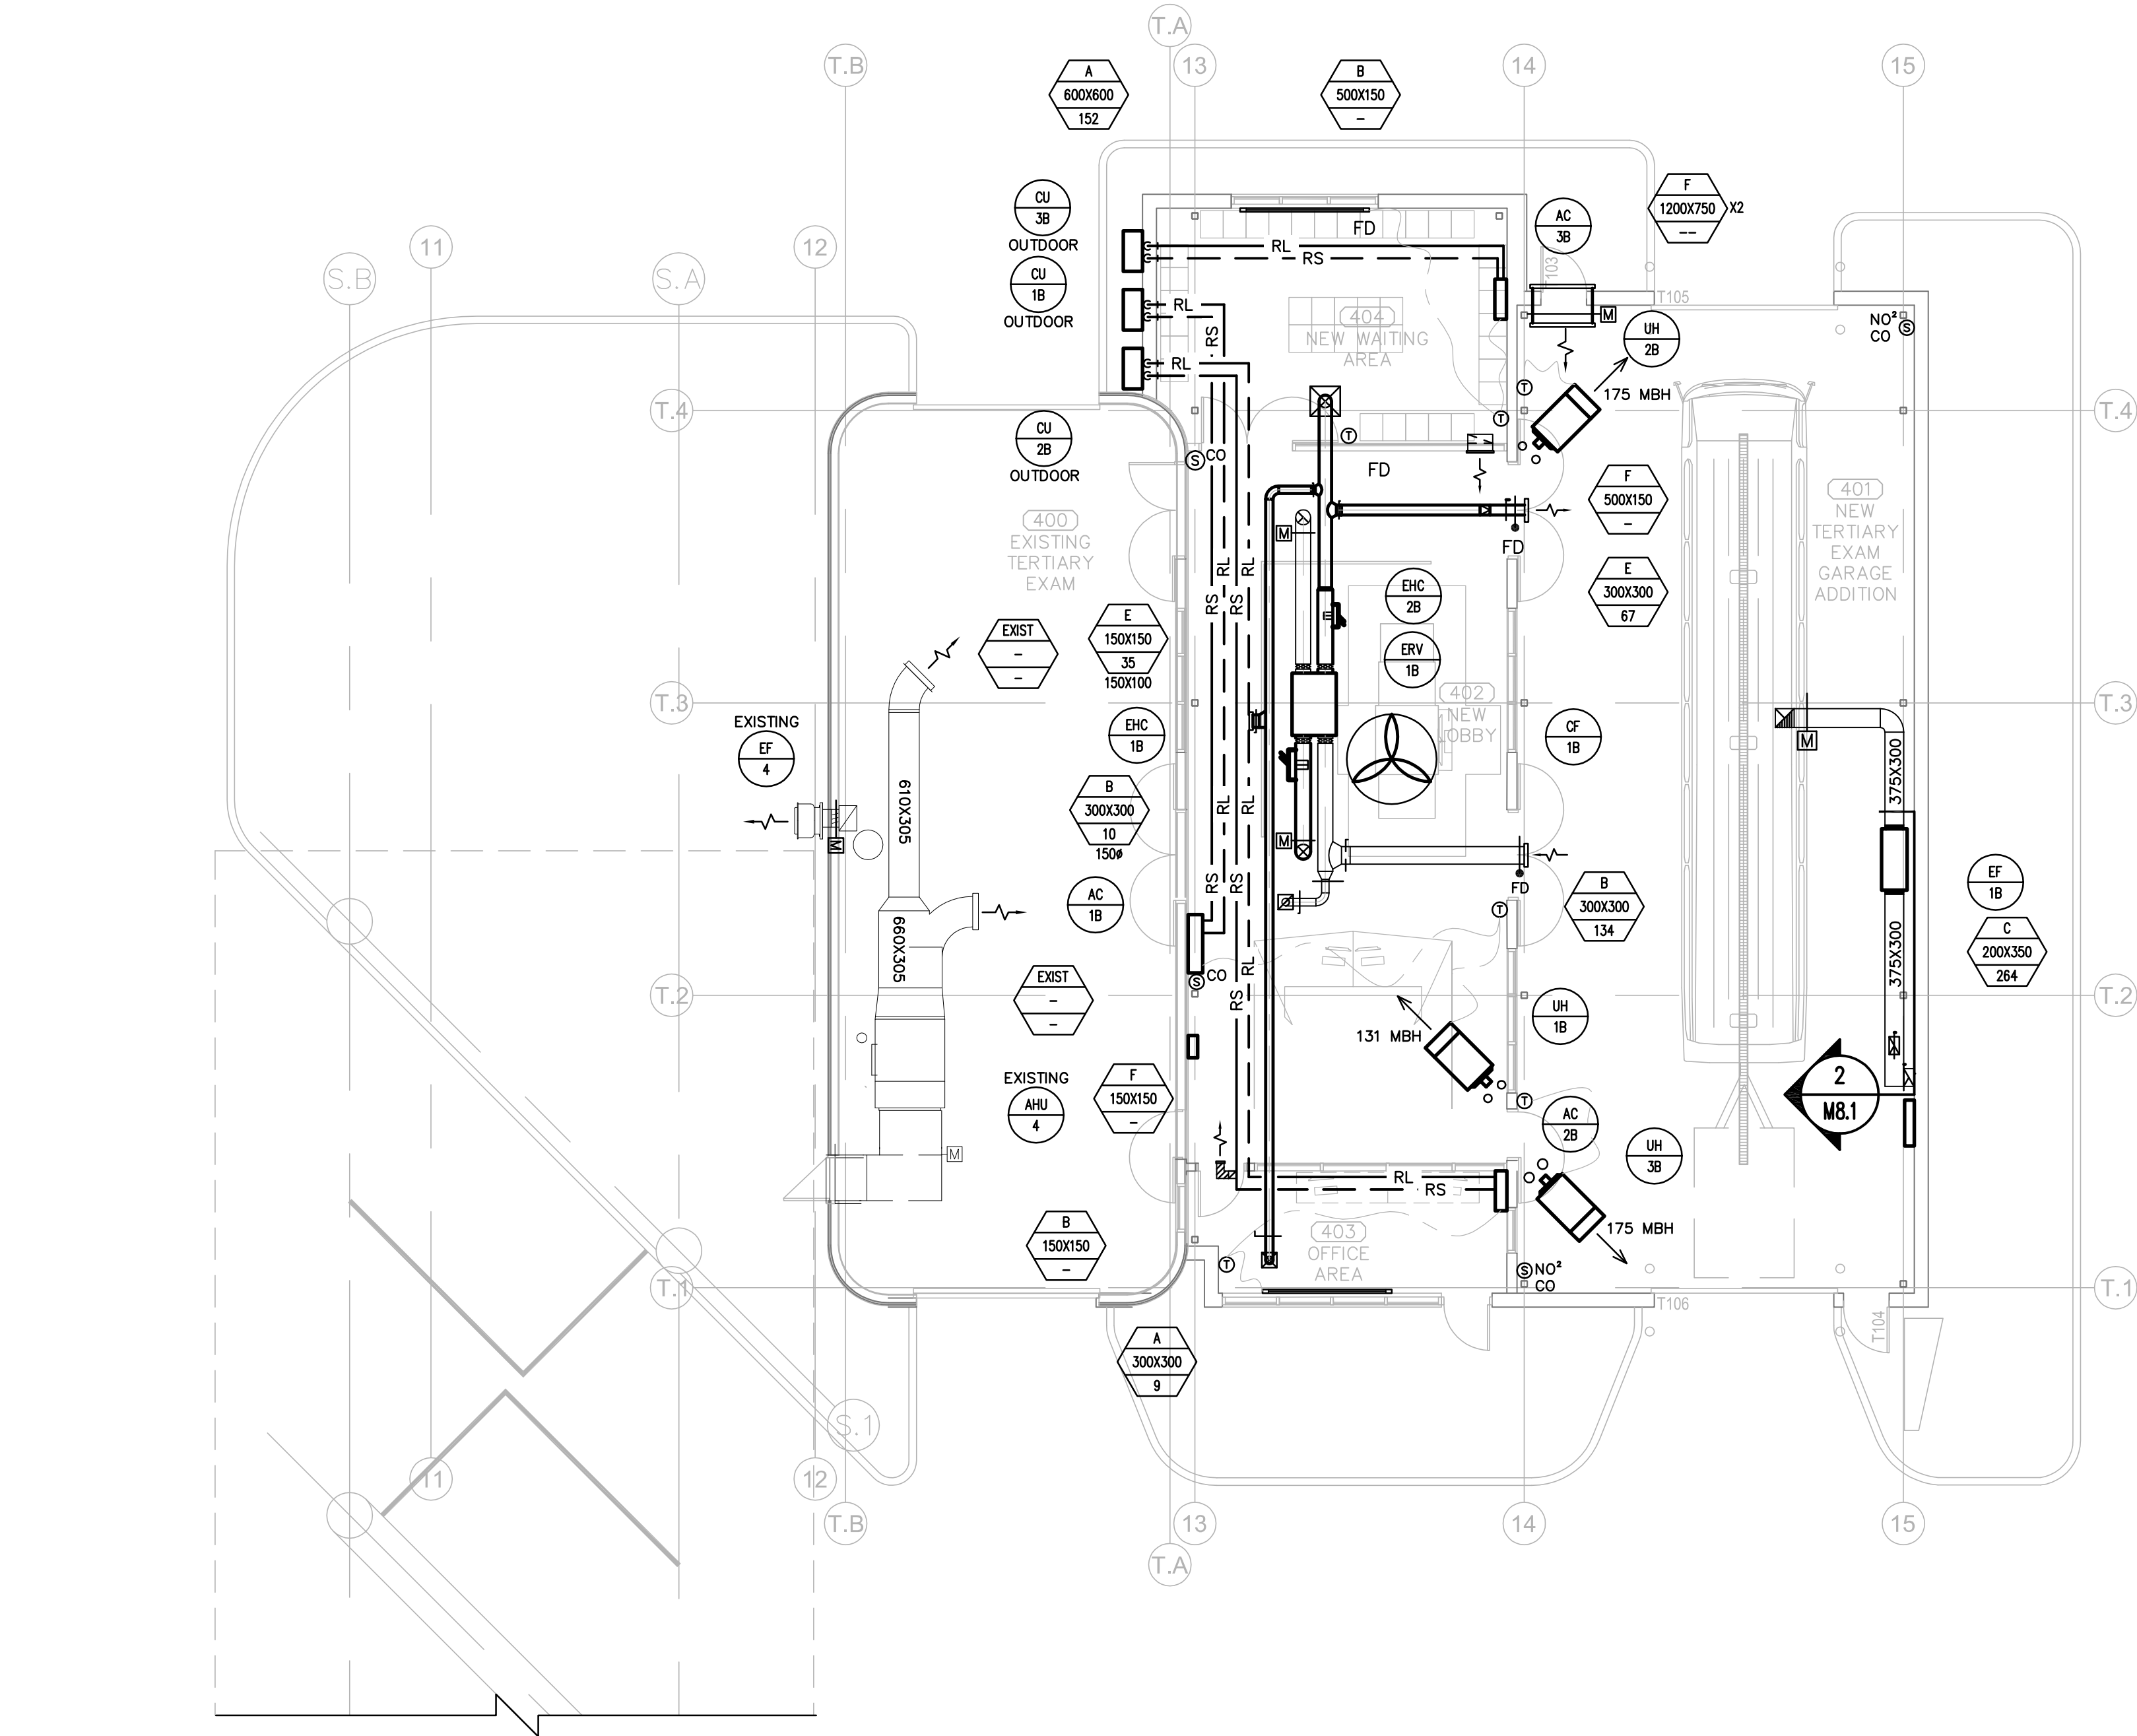 T.A
T.B
13
14
15
A
600X600
152
B
500X150
–
F
1200X750
X2
--
CU
3B
OUTDOOR
AC
3B
FD
11
12
S.B
S.A
RL
RS
T103
CU
1B
OUTDOOR
T105
404
NEW WAITING
AREA
M
UH
2B
NO²
CO
S
RL
RS
RL
T
175 MBH
T.4
T.4
T
T
CU
2B
OUTDOOR
S
CO
FD
F
500X150
–
401
NEW
TERTIARY
EXAM
GARAGE
ADDITION
400
EXISTING
TERTIARY
EXAM
M
FD
RL
RL
RS
RS
E
300X300
67
EHC
2B
E
150X150
35
150X100
EXIST
–
–
ERV
1B
402
NEW
LOBBY
T.3
T.3
EXISTING
EF
4
EHC
1B
CF
1B
M
375X300
610X305
B
300X300
10
150ø
RL
RL
M
M
RS
RS
FD
EF
1B
AC
1B
B
300X300
134
T
660X305
C
200X350
264
375X300
S
CO
RL
RS
T.2
T.2
EXIST
–
–
UH
1B
131 MBH
EXISTING
AHU
4
F
150X150
–
T
2
M8.1
AC
2B
M
UH
3B
RL
RS
B
150X150
–
403
OFFICE
AREA
175 MBH
T
S
NO²
CO
T.1
T.1
T106
T104
A
300X300
9
S.1
11
12
T.B
13
14
15
T.A